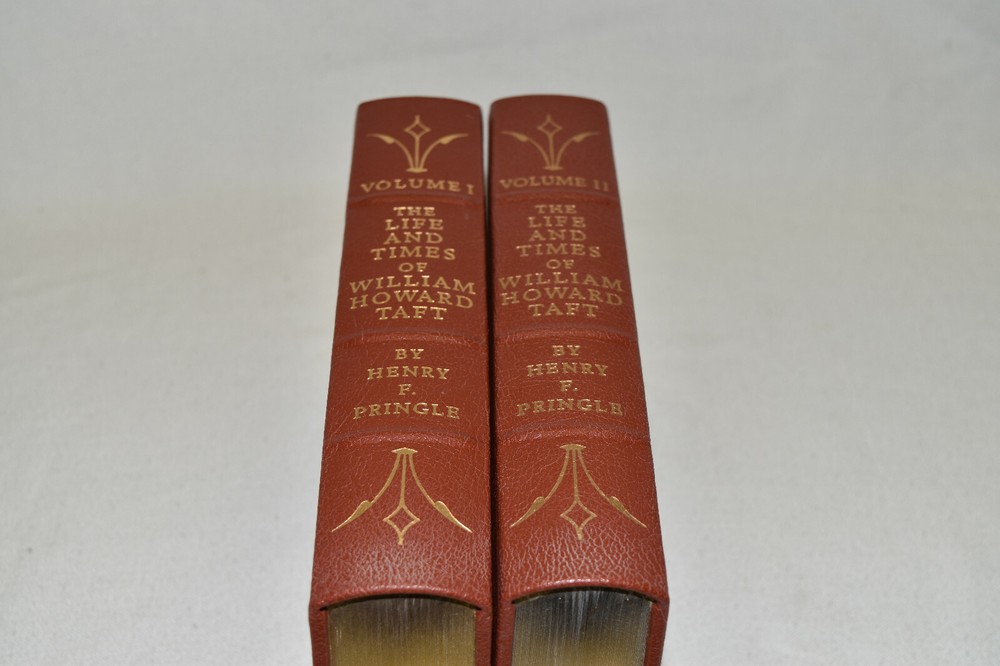 VOLUME I
THE
LIFE
AND
TIMES
OF
WILLIAM
HOWARD
TAFT
BY
HENRY
F.
PRINGLE
VOLUME II
THE
LIFE
AND
TIMES
OF
WILLIAM
HOWARD
TAFT
BY
HENRY
F.
PRINGLE